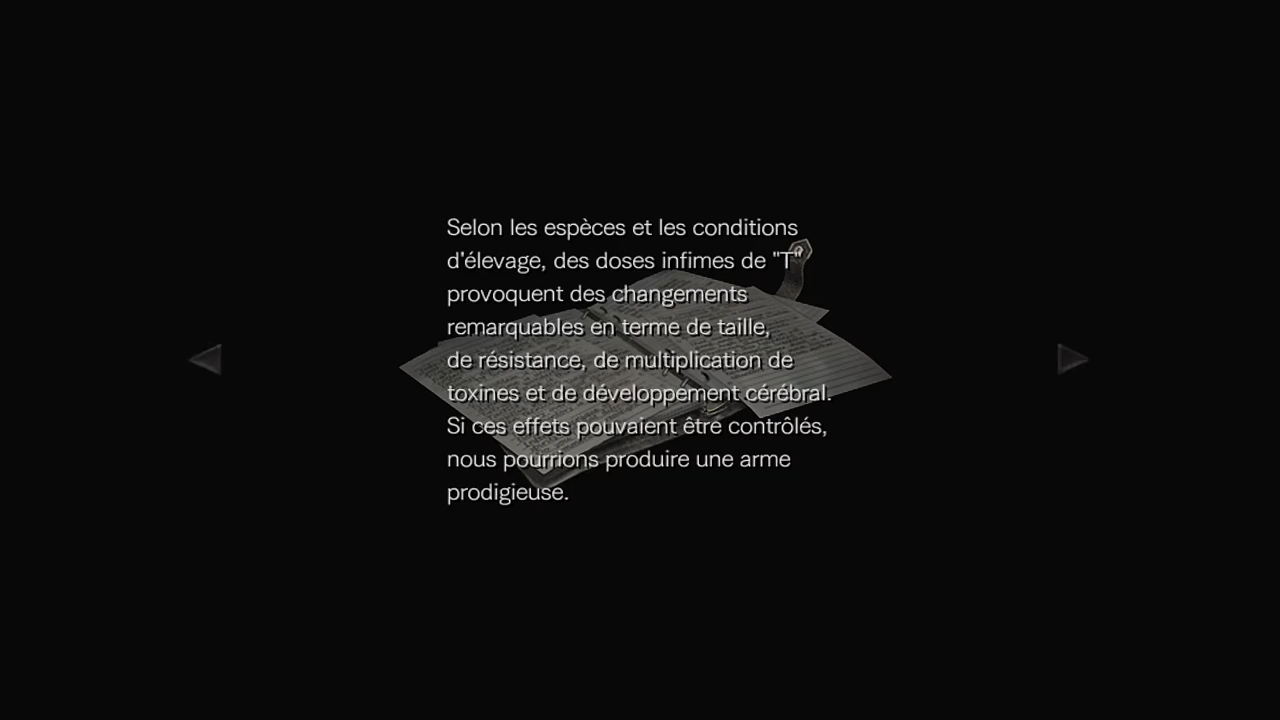 Selon les espèces et les conditions
d'élevage, des doses infimes de "T"
provoquent des changements
remarquables en terme de taille,
de résistance, de multiplication de
toxines et de développement cérébral.
Si ces effets pouvaient être contrôlés,
nous pourrions produire une arme
prodigieuse.